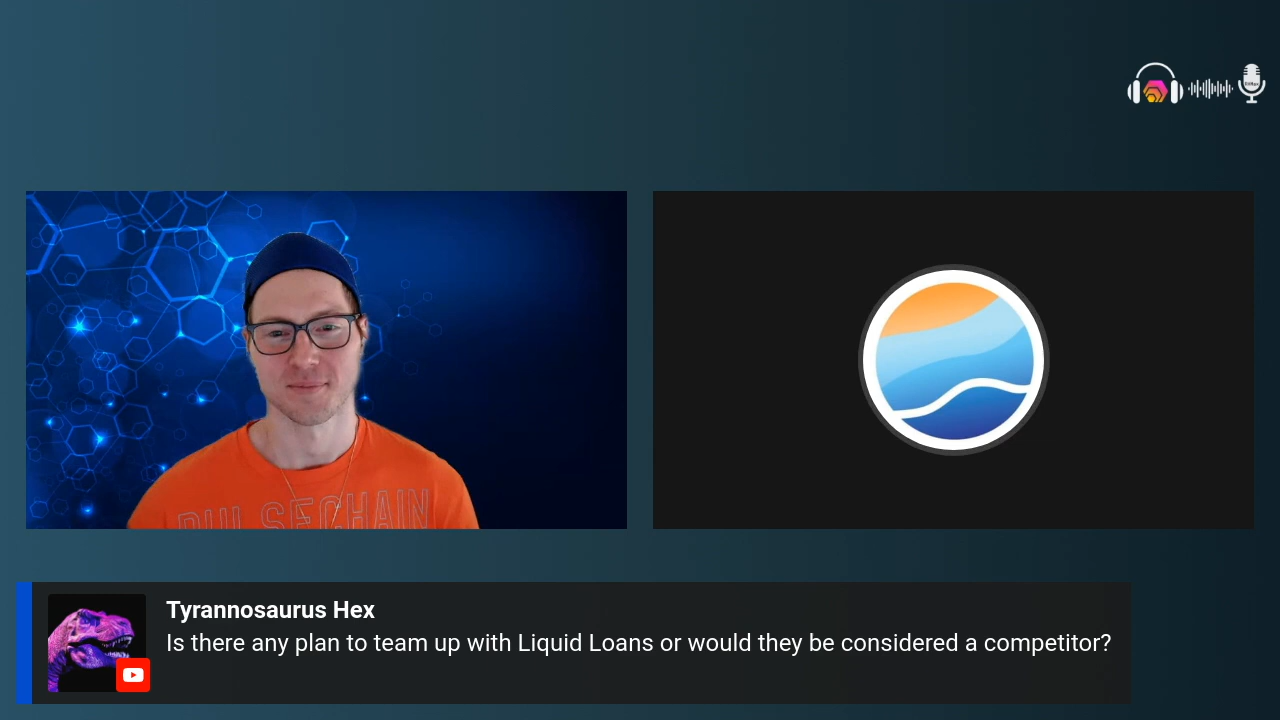 PULSECHAIN
Tyrannosaurus Hex
Is there any plan to team up with Liquid Loans or would they be considered a competitor?